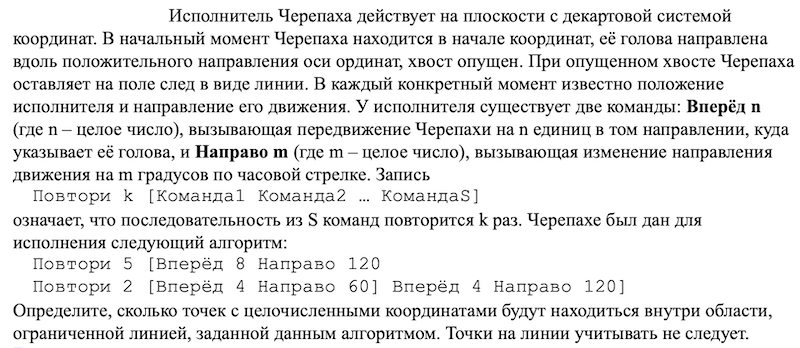 Исполнитель Черепаха действует на плоскости с декартовой системой
координат. В начальный момент Черепаха находится в начале координат, её голова направлена
вдоль положительного направления оси ординат, хвост опущен. При опущенном хвосте Черепаха
оставляет на поле след в виде линии. В каждый конкретный момент известно положение
исполнителя и направление его движения. У исполнителя существует две команды: Вперёд n
(где n – целое число), вызывающая передвижение Черепахи на n единиц в том направлении, куда
указывает её голова, и Направо m (где m – целое число), вызывающая изменение направления
движения на m градусов по часовой стрелке. Запись
Повтори k [Команда1 Команда2 … КомандаS]
означает, что последовательность из S команд повторится k раз. Черепахе был дан для
исполнения следующий алгоритм:
Повтори 5 [Вперёд 8 Направо 120
Повтори 2 [Вперёд 4 Направо 60] Вперёд 4 Направо 120]
Определите, сколько точек с целочисленными координатами будут находиться внутри области,
ограниченной линией, заданной данным алгоритмом. Точки на линии учитывать не следует.